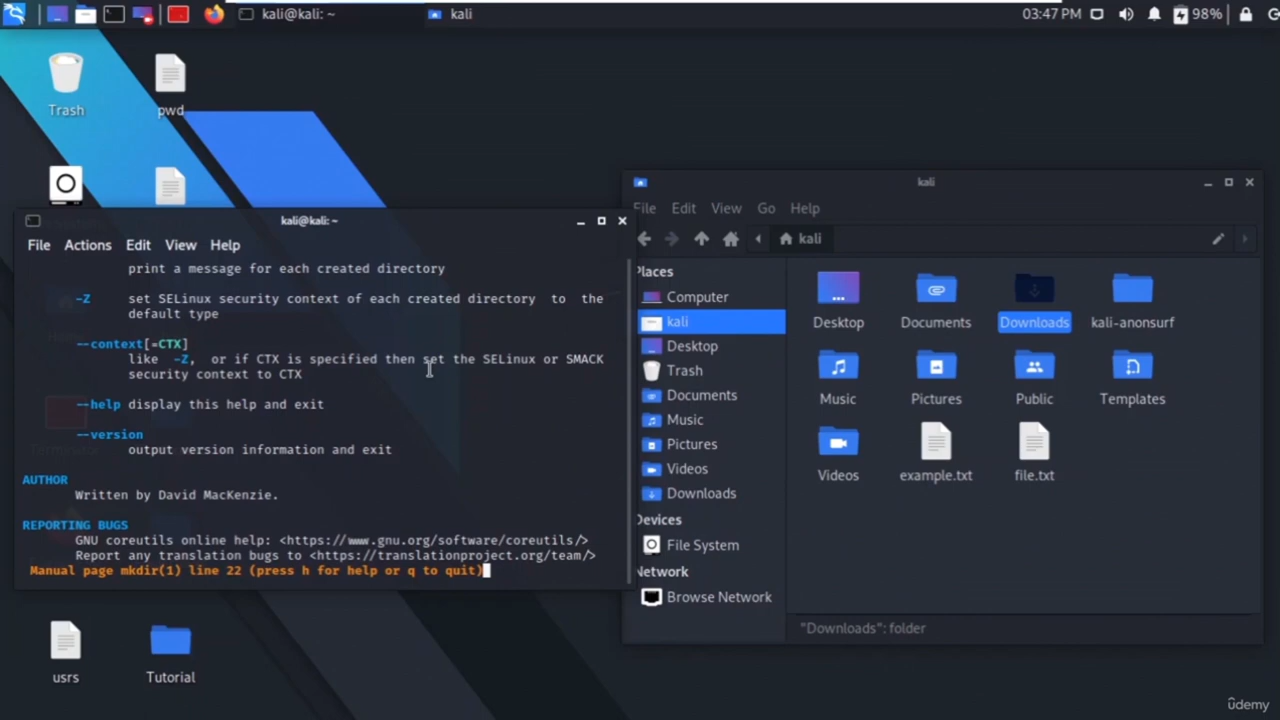 kali@kali: ~
kali
03:47 PM
98%
Trash
pwd
kali@kali:~
File Actions Edit View Help
print a message for each created directory
-Z set SELinux security context of each created directory to the
default type
--context[=CTX]
like -Z, or if CTX is specified then set the SELinux or SMACK
security context to CTX
--help display this help and exit
--version
output version information and exit
AUTHOR
Written by David MacKenzie.
REPORTING BUGS
GNU coreutils online help: <https://www.gnu.org/software/coreutils/>
Report any translation bugs to <https://translationproject.org/team/>
Manual page mkdir(1) line 22 (press h for help or q to quit)
kali
File Edit View Go Help
kali
Places
Computer
kali
Desktop
Trash
Documents
Music
Pictures
Videos
Downloads
Devices
File System
Network
Browse Network
Desktop
Documents
Downloads
kali-anonsurf
Music
Pictures
Public
Templates
Videos
example.txt
file.txt
"Downloads": folder
usrs
Tutorial
ûdemy